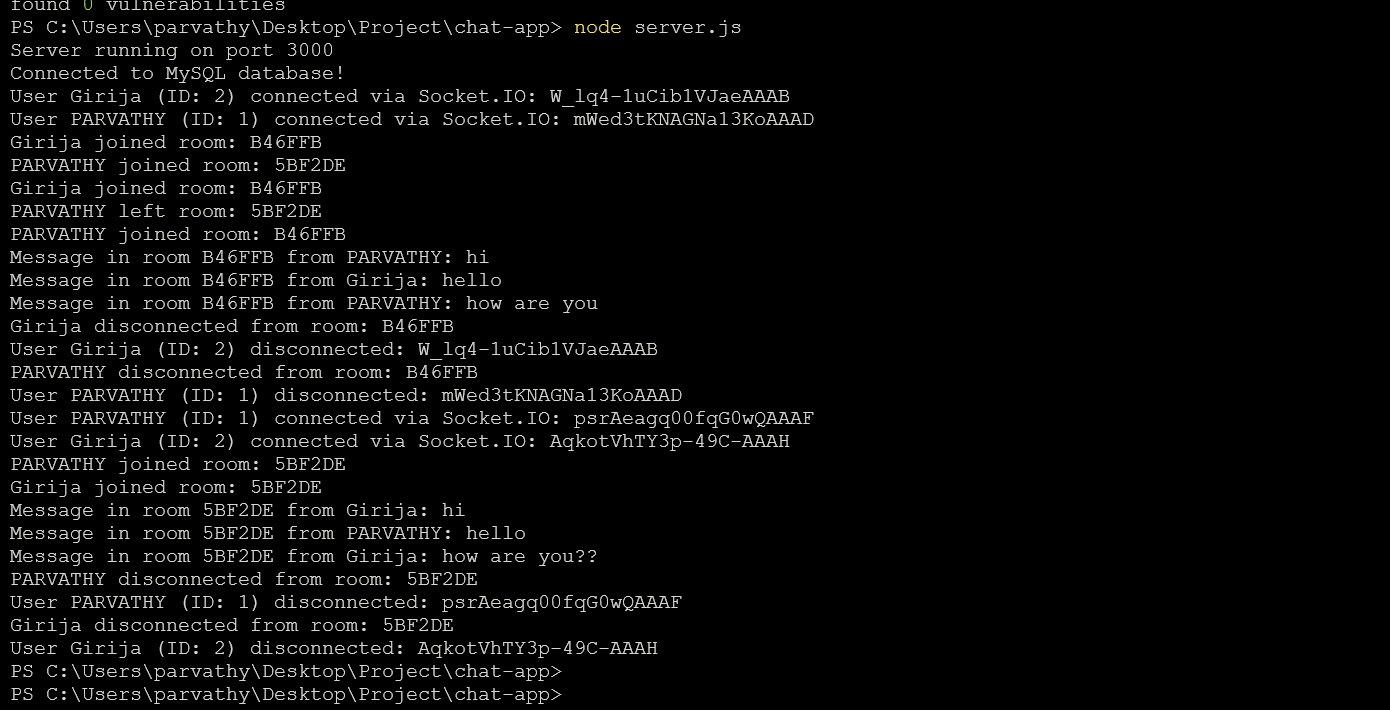 found 0 vulnerabilities
PS C:\Users\parvathy\Desktop\Project\chat-app> node server.js
Server running on port 3000
Connected to MySQL database!
User Girija (ID: 2) connected via Socket.IO: W_lq4-1uCib1VJaeAAAB
User PARVATHY (ID: 1) connected via Socket.IO: mWed3tKNAGNa13KoAAAD
Girija joined room: B46FFB
PARVATHY joined room: 5BF2DE
Girija joined room: B46FFB
PARVATHY left room: 5BF2DE
PARVATHY joined room: B46FFB
Message in room B46FFB from PARVATHY: hi
Message in room B46FFB from Girija: hello
Message in room B46FFB from PARVATHY: how are you
Girija disconnected from room: B46FFB
User Girija (ID: 2) disconnected: W_lq4-1uCib1VJaeAAAB
PARVATHY disconnected from room: B46FFB
User PARVATHY (ID: 1) disconnected: mWed3tKNAGNa13KoAAAD
User PARVATHY (ID: 1) connected via Socket.IO: psrAeagq00fqG0wQAAAF
User Girija (ID: 2) connected via Socket.IO: AqkotVhTY3p-49C-AAAH
PARVATHY joined room: 5BF2DE
Girija joined room: 5BF2DE
Message in room 5BF2DE from Girija: hi
Message in room 5BF2DE from PARVATHY: hello
Message in room 5BF2DE from Girija: how are you??
PARVATHY disconnected from room: 5BF2DE
User PARVATHY (ID: 1) disconnected: psrAeagq00fqG0wQAAAF
Girija disconnected from room: 5BF2DE
User Girija (ID: 2) disconnected: AqkotVhTY3p-49C-AAAH
PS C:\Users\parvathy\Desktop\Project\chat-app>
PS C:\Users\parvathy\Desktop\Project\chat-app>